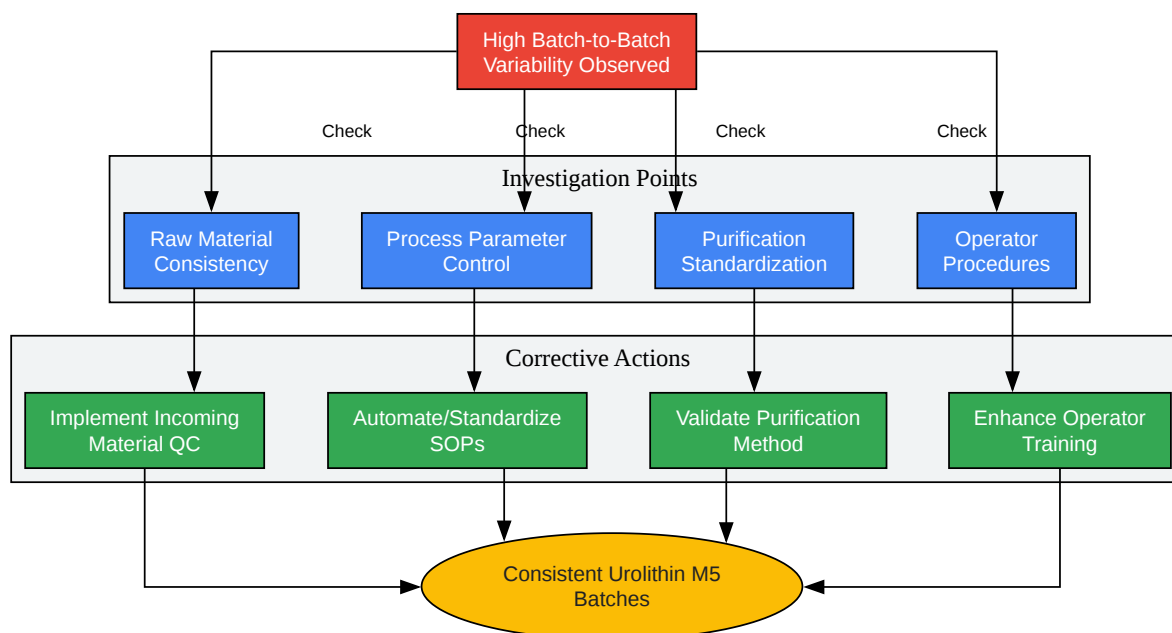 High Batch-to-Batch
Variability Observed
Check
Check
Check
Check
Investigation Points
Raw Material
Consistency
Process Parameter
Control
Purification
Standardization
Operator
Procedures
Corrective Actions
Implement Incoming
Material QC
Automate/Standardize
SOPs
Validate Purification
Method
Enhance Operator
Training
Consistent Urolithin M5
Batches